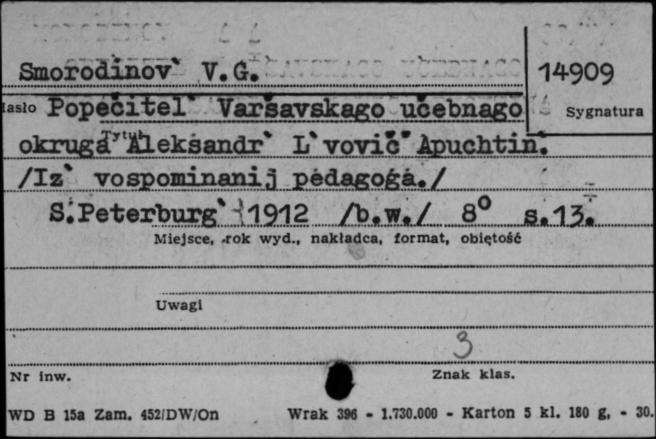 Smorodinov` V.G.
14909
Hasło Popečitel` Varšavskago učebnago
Sygnatura
okruga Tytuł Aleksandr` L`vovič` Apuchtin.
/Iz` vospominanij pedagoga./
S.Peterburg` 1912 /b.w./ 8° s.13.
Miejsce, rok wyd., nakładca, format, objętość
Uwagi
3
Nr inw.
Znak klas.
WD B 15a Zam. 452/DW/On Wrak 396 - 1.730.000 - Karton 5 kl. 180 g, - 30.